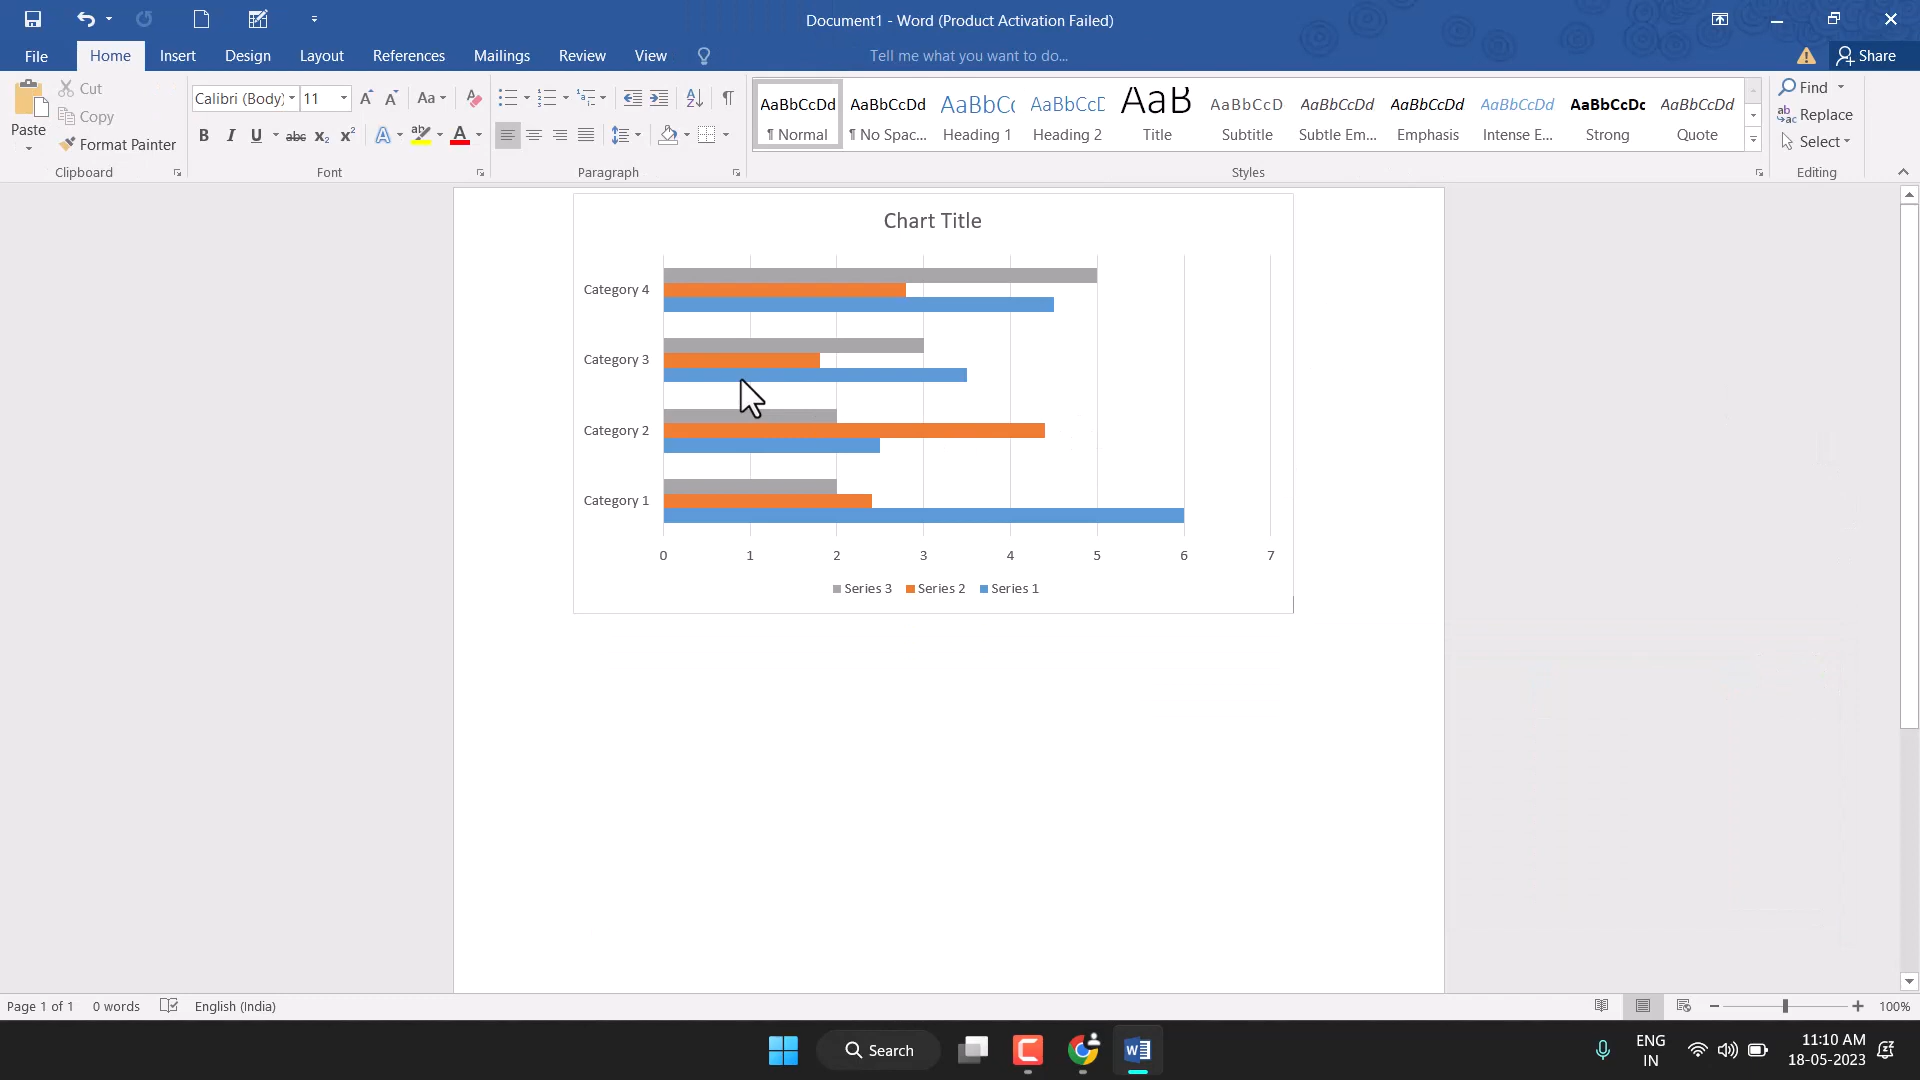 Document1 - Word (Product Activation Failed)
File Home Insert Design Layout References Mailings Review View Tell me what you want to do... Share
Paste Cut Copy Format Painter
Calibri (Body) 11
AaBbCcDd AaBbCcDd AaBbCc AaBbCcD AaB AaBbCcD AaBbCcDd AaBbCcDd AaBbCcDd AaBbCcDc AaBbCcDd
¶ Normal ¶ No Spac... Heading 1 Heading 2 Title Subtitle Subtle Em... Emphasis Intense E... Strong Quote
Find
Replace
Select
Clipboard Font Paragraph Styles Editing
Chart Title
Category 4
Category 3
Category 2
Category 1
0 1 2 3 4 5 6 7
Series 3 Series 2 Series 1
Page 1 of 1 0 words English (India) 100%
Search
ENG
IN
11:10 AM
18-05-2023